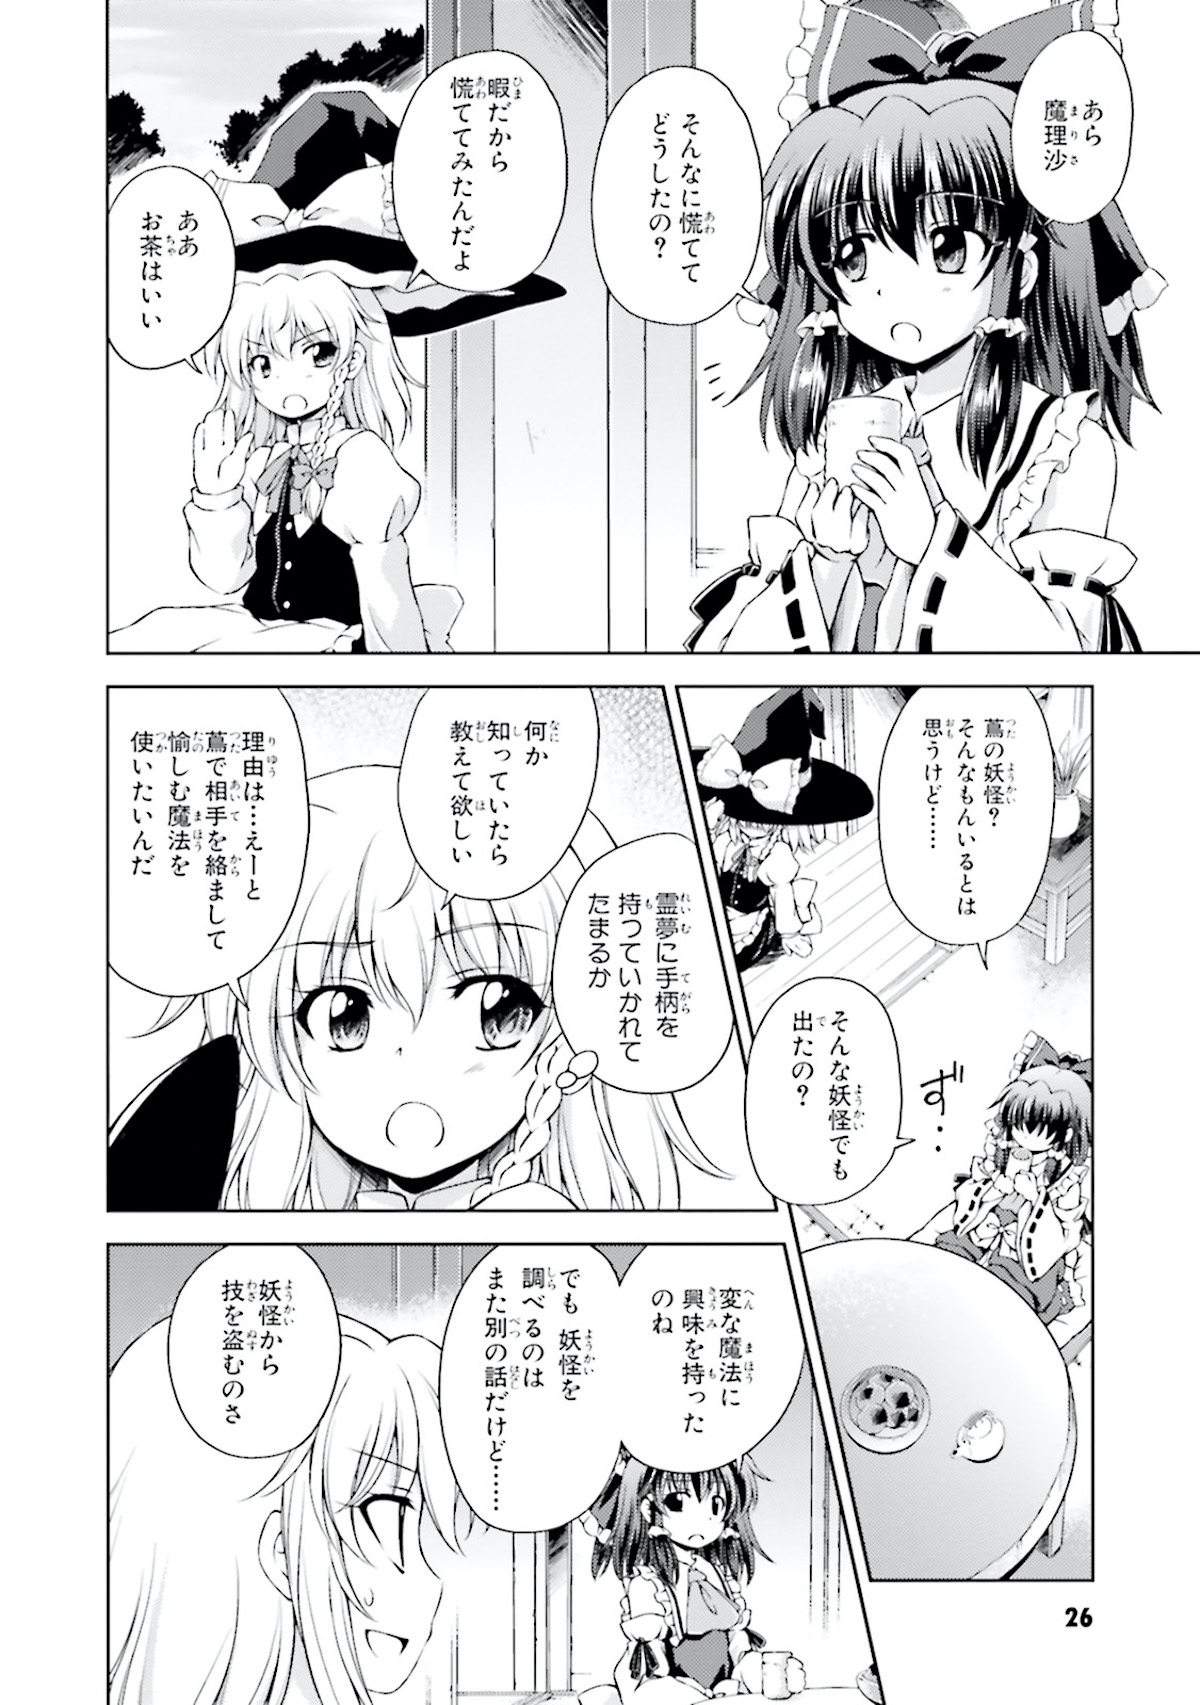 あら
魔理沙
そんなに慌てて
どうしたの？
暇だから
慌ててみたんだよ
ああ
お茶はいい
蔦の妖怪？
そんなもんいるとは
思うけど……
ず・・
そんな妖怪でも
出たの？
霊夢に手柄を
持っていかれて
たまるか
何か
知っていたら
教えて欲しい
理由は…えーと
蔦で相手を絡まして
愉しむ魔法を
使いたいんだ
変な魔法に
興味を持った
のね
でも 妖怪を
調べるのは
また別の話だけど……
妖怪から
技を盗むのさ
26